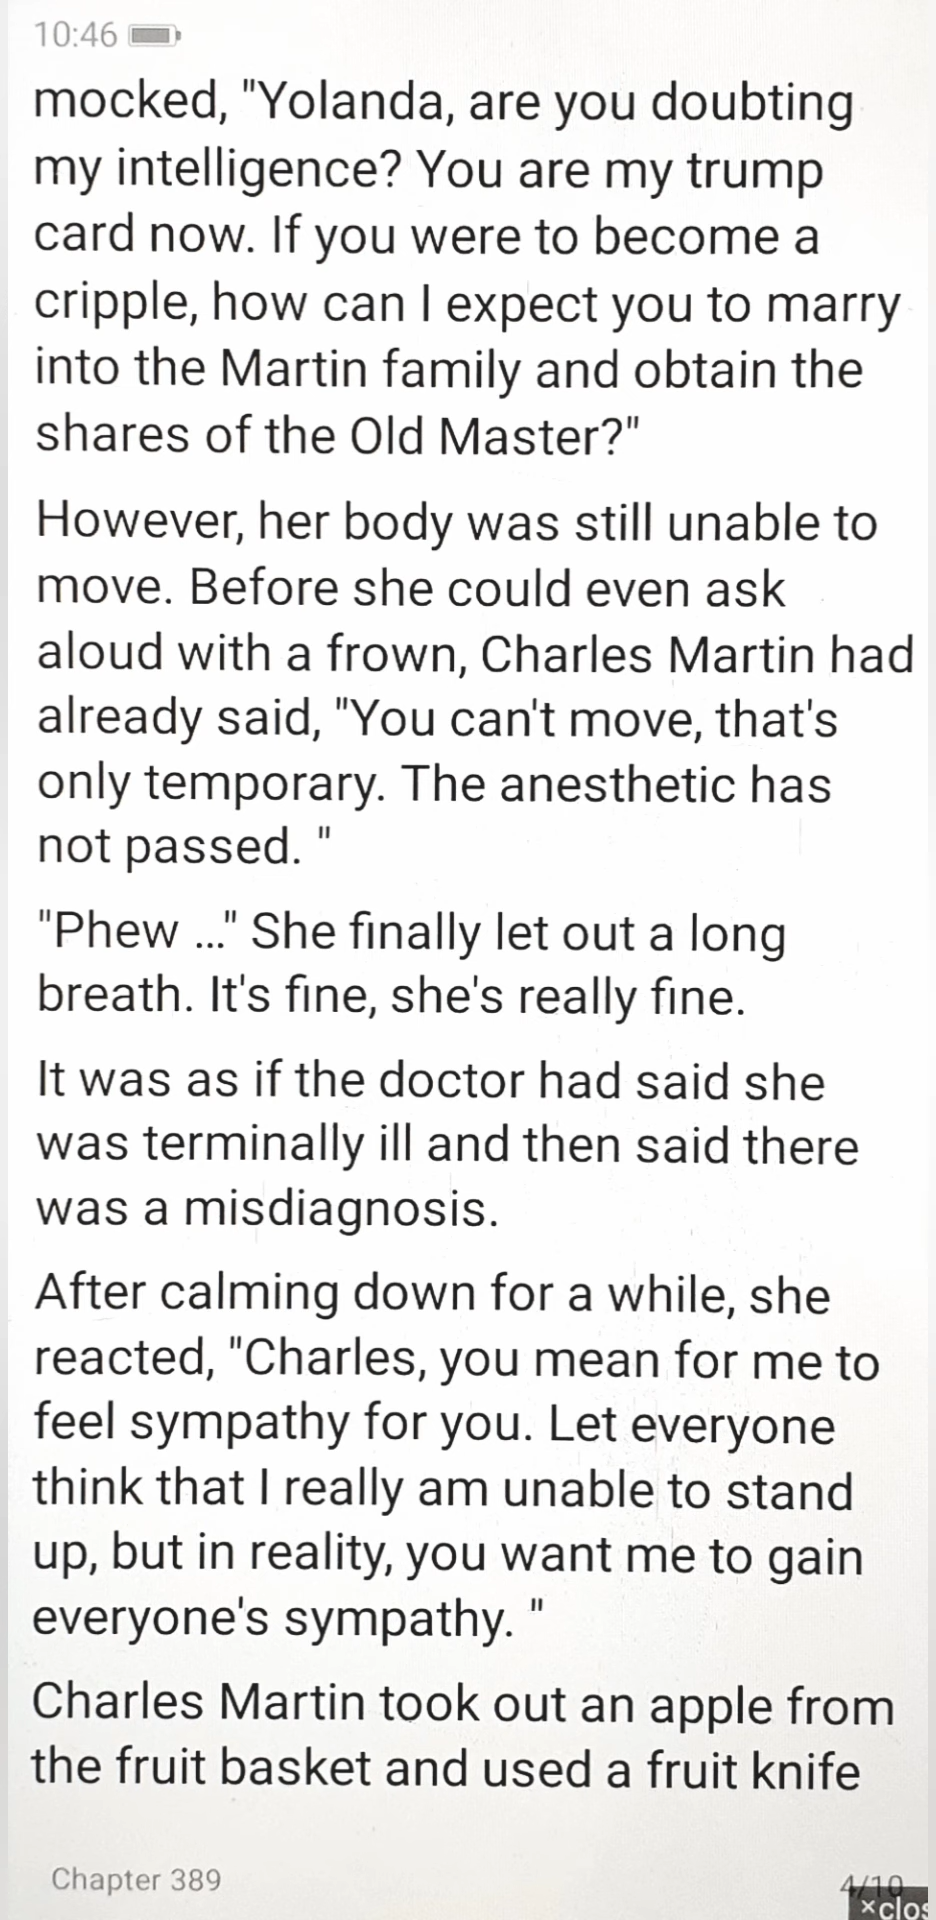 10:46
mocked, "Yolanda, are you doubting
my intelligence? You are my trump
card now. If you were to become a
cripple, how can I expect you to marry
into the Martin family and obtain the
shares of the Old Master?"
However, her body was still unable to
move. Before she could even ask
aloud with a frown, Charles Martin had
already said, "You can't move, that's
only temporary. The anesthetic has
not passed. "
"Phew ..." She finally let out a long
breath. It's fine, she's really fine.
It was as if the doctor had said she
was terminally ill and then said there
was a misdiagnosis.
After calming down for a while, she
reacted, "Charles, you mean for me to
feel sympathy for you. Let everyone
think that I really am unable to stand
up, but in reality, you want me to gain
everyone's sympathy. "
Charles Martin took out an apple from
the fruit basket and used a fruit knife
Chapter 389
4/10
×clos